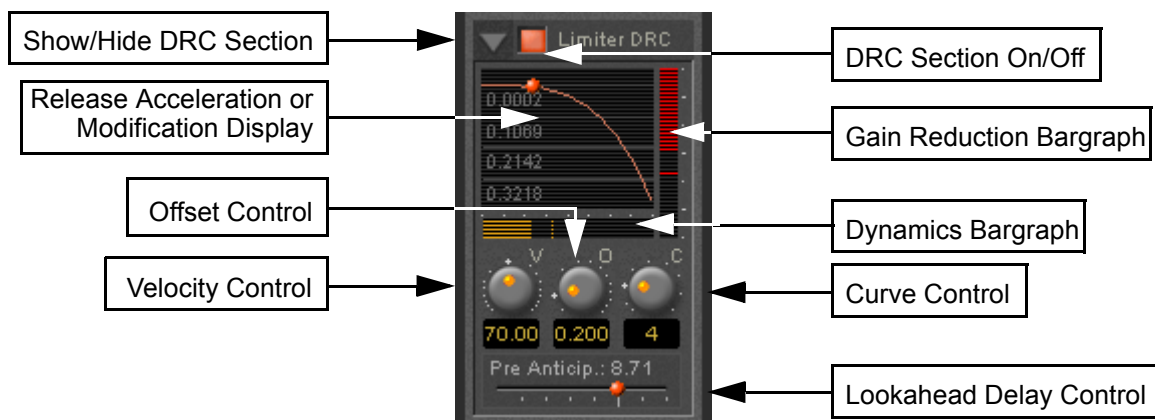 Show/Hide DRC Section
Release Acceleration or
Modification Display
Offset Control
Velocity Control
Limiter DRC
0.0002
0.1069
0.2142
0.3218
V
O
C
70.00
0.200
4
Pre Anticip.: 8.71
DRC Section On/Off
Gain Reduction Bargraph
Dynamics Bargraph
Curve Control
Lookahead Delay Control